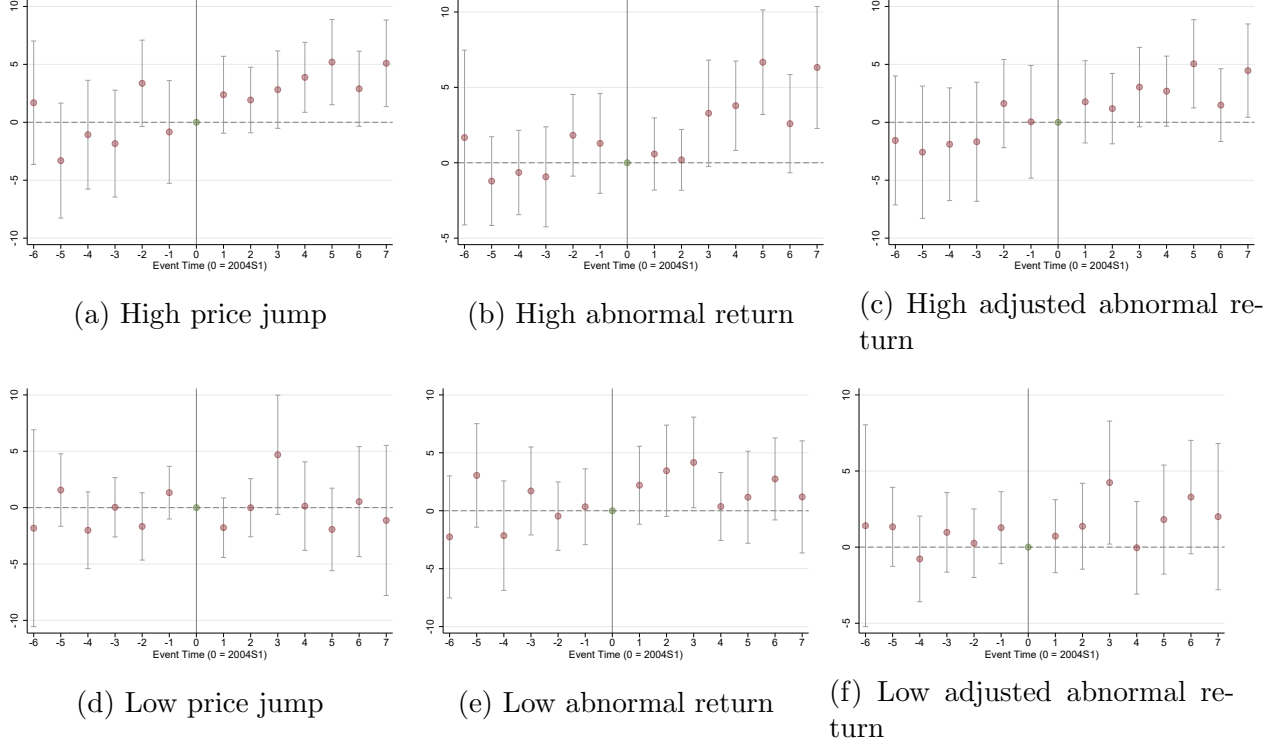 10
5
0
-5
-10
-6 -5 -4 -3 -2 -1 0 1 2 3 4 5 6 7
Event Time (0 = 2004S1)
(a) High price jump
10
5
0
-5
-6 -5 -4 -3 -2 -1 0 1 2 3 4 5 6 7
Event Time (0 = 2004S1)
(b) High abnormal return
10
5
0
-5
-10
-6 -5 -4 -3 -2 -1 0 1 2 3 4 5 6 7
Event Time (0 = 2004S1)
(c) High adjusted abnormal re-
turn
10
5
0
-5
-10
-6 -5 -4 -3 -2 -1 0 1 2 3 4 5 6 7
Event Time (0 = 2004S1)
(d) Low price jump
10
5
0
-5
-10
-6 -5 -4 -3 -2 -1 0 1 2 3 4 5 6 7
Event Time (0 = 2004S1)
(e) Low abnormal return
10
5
0
-5
-6 -5 -4 -3 -2 -1 0 1 2 3 4 5 6 7
Event Time (0 = 2004S1)
(f) Low adjusted abnormal re-
turn